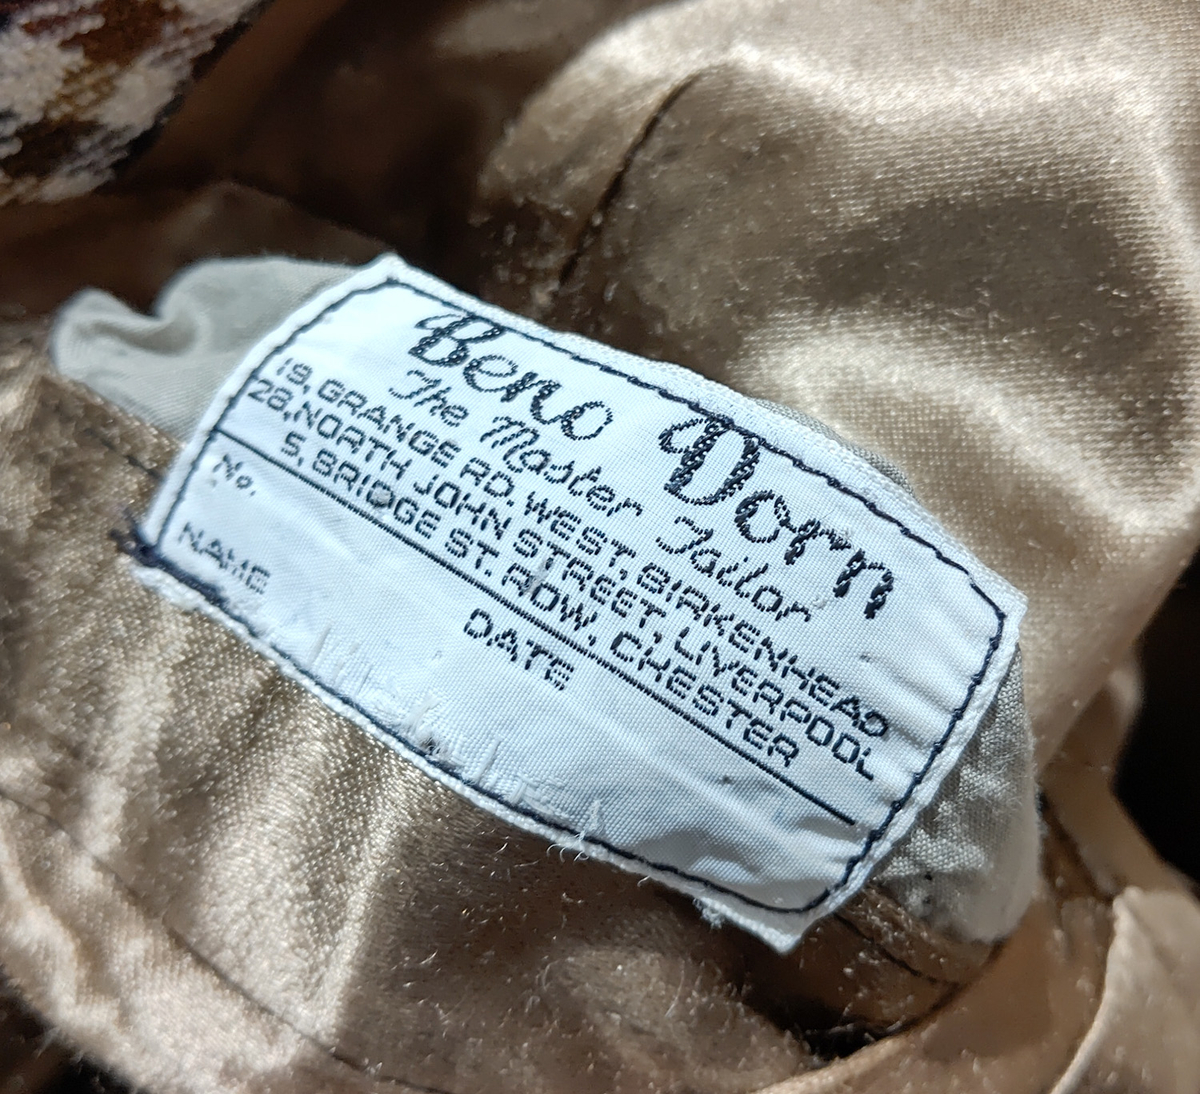 Beno Dorn
The Master Tailor
19, GRANGE RD. WEST, BIRKENHEAD
28, NORTH JOHN STREET, LIVERPOOL
5, BRIDGE ST. ROW, CHESTER
No.
NAME
DATE